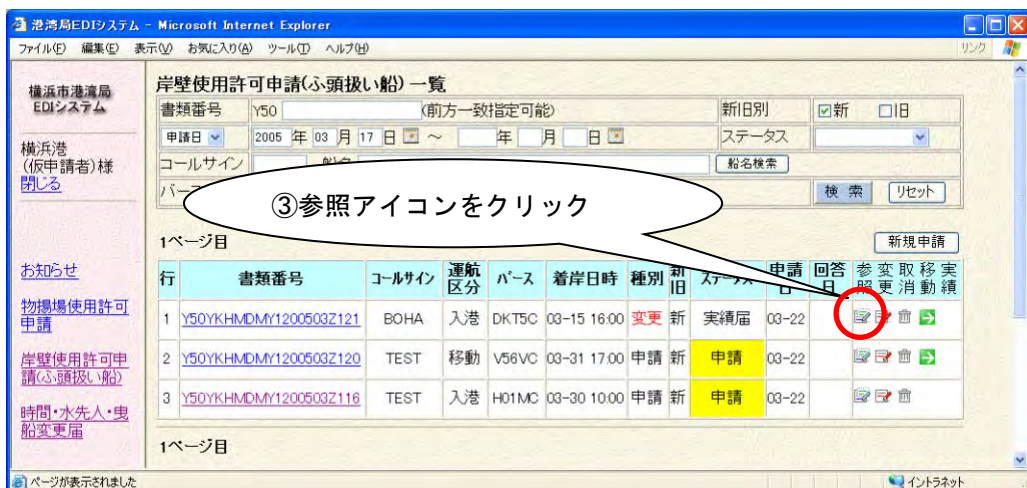 港湾局EDIシステム - Microsoft Internet Explorer
ファイル(F) 編集(E) 表示(V) お気に入り(A) ツール(T) ヘルプ(H) リンク
横浜市港湾局
EDIシステム
横浜港
(仮申請者)様
閉じる
お知らせ
物揚場使用許可
申請
岸壁使用許可申
請(ふ頭扱い船)
時間・水先人・曳
船変更届
岸壁使用許可申請(ふ頭扱い船) 一覧
書類番号 Y50 (前方一致指定可能) 新旧別 新 旧
申請日 2005 年 03 月 17 日 ～ 年 月 日 ステータス
コールサイン 船名検索
検索 リセット
③参照アイコンをクリック
1ページ目 新規申請
行 書類番号 コールサイン 運航区分 バース 着岸日時 種別 新旧 ステータス 申請日 回答日 参照 変更 取消 移動 実績
1 Y50YKHMDMY1200503Z121 BOHA 入港 DKT5C 03-15 16:00 変更 新 実績届 03-22
2 Y50YKHMDMY1200503Z120 TEST 移動 V56VC 03-31 17:00 申請 新 申請 03-22
3 Y50YKHMDMY1200503Z116 TEST 入港 H01MC 03-30 10:00 申請 新 申請 03-22
1ページ目
ページが表示されました イントラネット